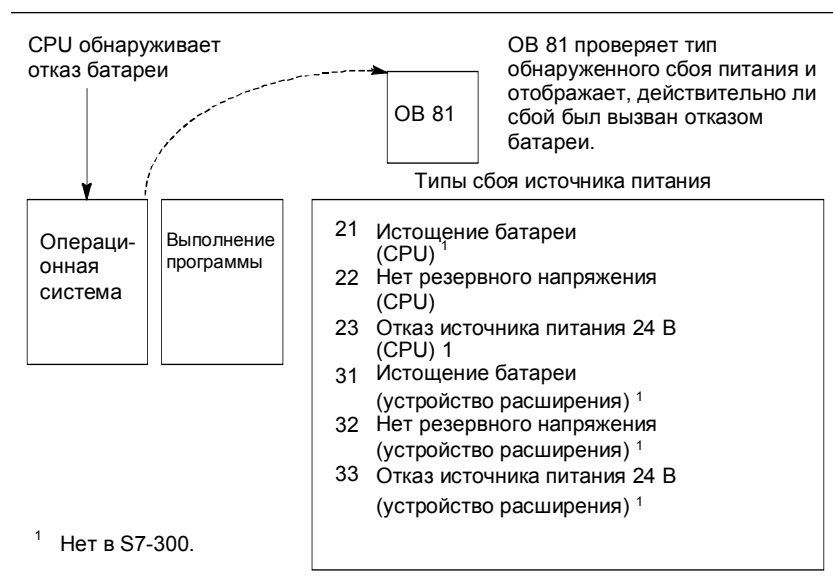 CPU обнаруживает
отказ батареи
OB 81
OB 81 проверяет тип
обнаруженного сбоя питания и
отображает, действительно ли
сбой был вызван отказом
батареи.
Типы сбоя источника питания
Операци-
онная
система
Выполнение
программы
21 Истощение батареи
(CPU) 1
22 Нет резервного напряжения
(CPU)
23 Отказ источника питания 24 В
(CPU) 1
31 Истощение батареи
(устройство расширения) 1
32 Нет резервного напряжения
(устройство расширения) 1
33 Отказ источника питания 24 В
(устройство расширения) 1
1 Нет в S7-300.